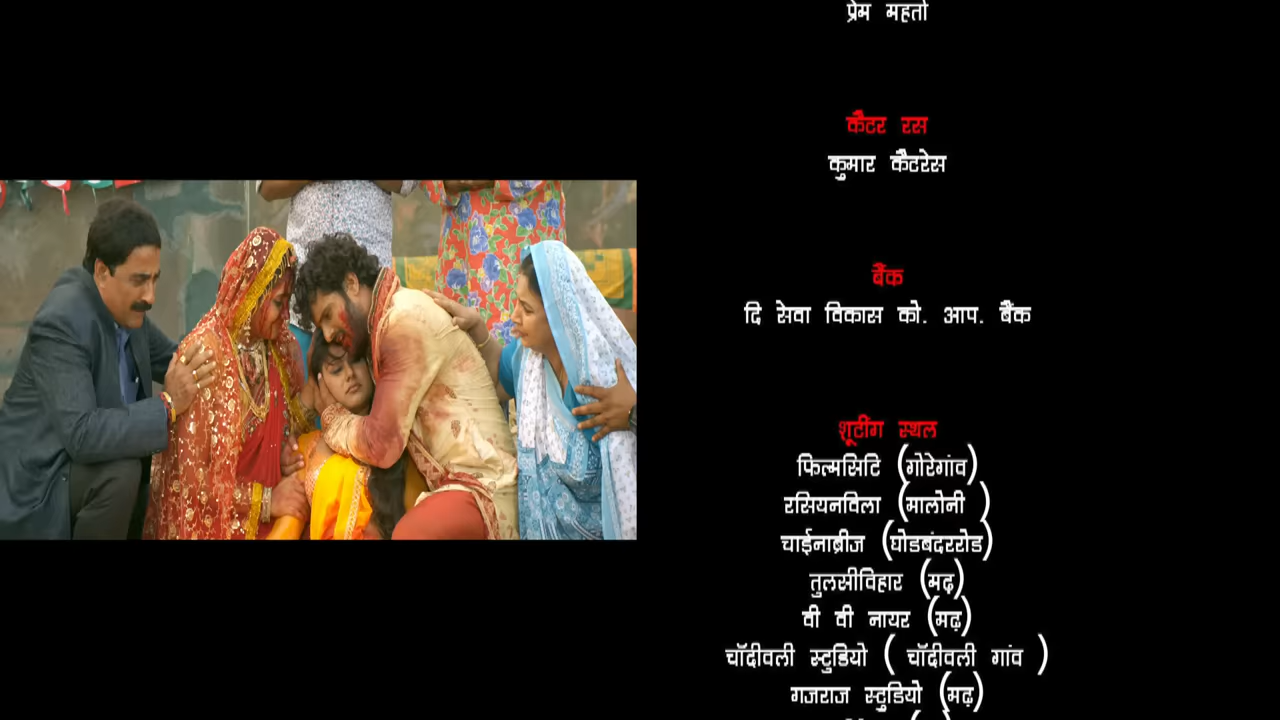 प्रेम महतो
कैटर रस
कुमार कैटरेस
बैंक
दि सेवा विकास को. आप. बैंक
शूटींग स्थल
फिल्मसिटि (गोरेगांव)
रसियनविला (मालोनी )
चाईनाब्रीज (घोडबंदररोड)
तुलसीविहार (मढ़)
वी वी नायर (मढ़)
चॉदीवली स्टुडियो ( चॉदीवली गांव )
गजराज स्टुडियो (मढ़)